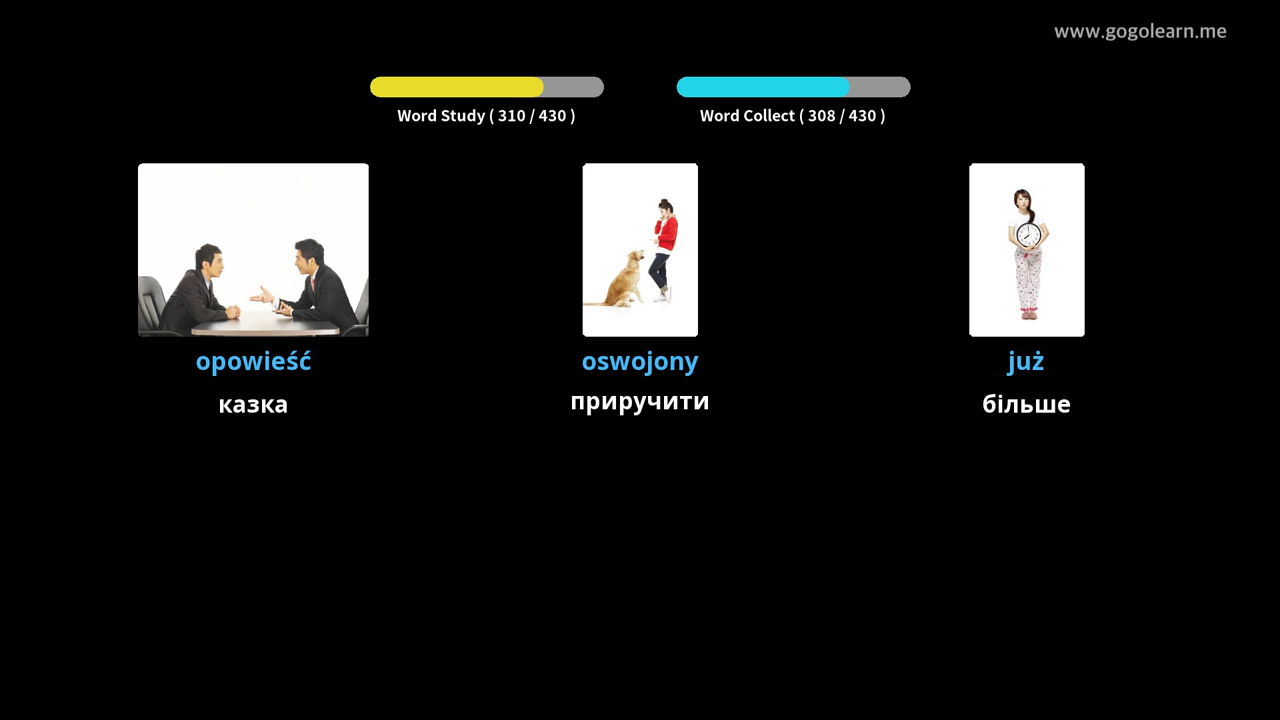 www.gogolearn.me
Word Study ( 310 / 430 )
Word Collect ( 308 / 430 )
opowieść
oswojony
już
казка
приручити
більше